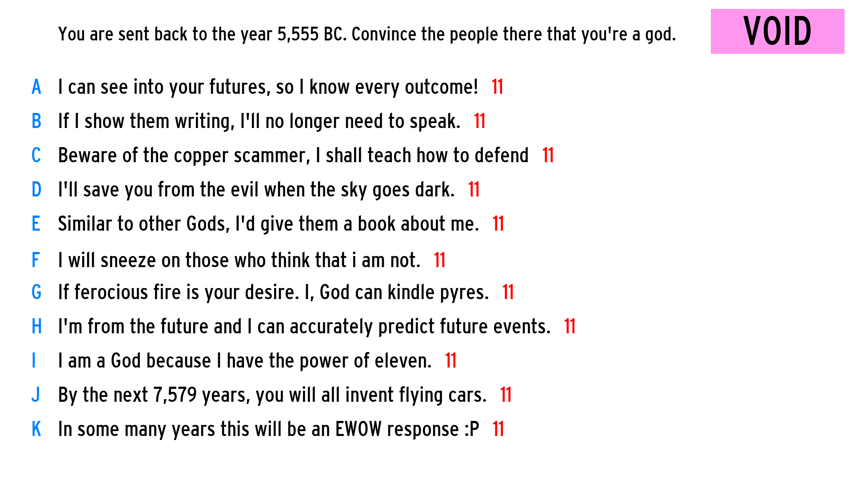 You are sent back to the year 5,555 BC. Convince the people there that you're a god.
VOID
A I can see into your futures, so I know every outcome! 11
B If I show them writing, I'll no longer need to speak. 11
C Beware of the copper scammer, I shall teach how to defend 11
D I'll save you from the evil when the sky goes dark. 11
E Similar to other Gods, I'd give them a book about me. 11
F I will sneeze on those who think that i am not. 11
G If ferocious fire is your desire. I, God can kindle pyres. 11
H I'm from the future and I can accurately predict future events. 11
I I am a God because I have the power of eleven. 11
J By the next 7,579 years, you will all invent flying cars. 11
K In some many years this will be an EWOW response :P 11